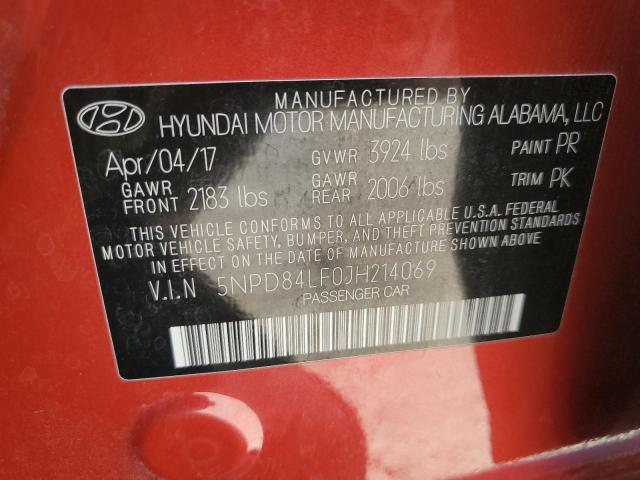 MANUFACTURED BY
HYUNDAI MOTOR MANUFACTURING ALABAMA, LLC
Apr/04/17 GVWR 3924 lbs PAINT PR
GAWR FRONT 2183 lbs GAWR REAR 2006 lbs TRIM PK
THIS VEHICLE CONFORMS TO ALL APPLICABLE U.S.A. FEDERAL
MOTOR VEHICLE SAFETY, BUMPER, AND THEFT PREVENTION STANDARDS
IN EFFECT ON THE DATE OF MANUFACTURE SHOWN ABOVE.
V.I.N 5NPD84LF0JH214069
PASSENGER CAR